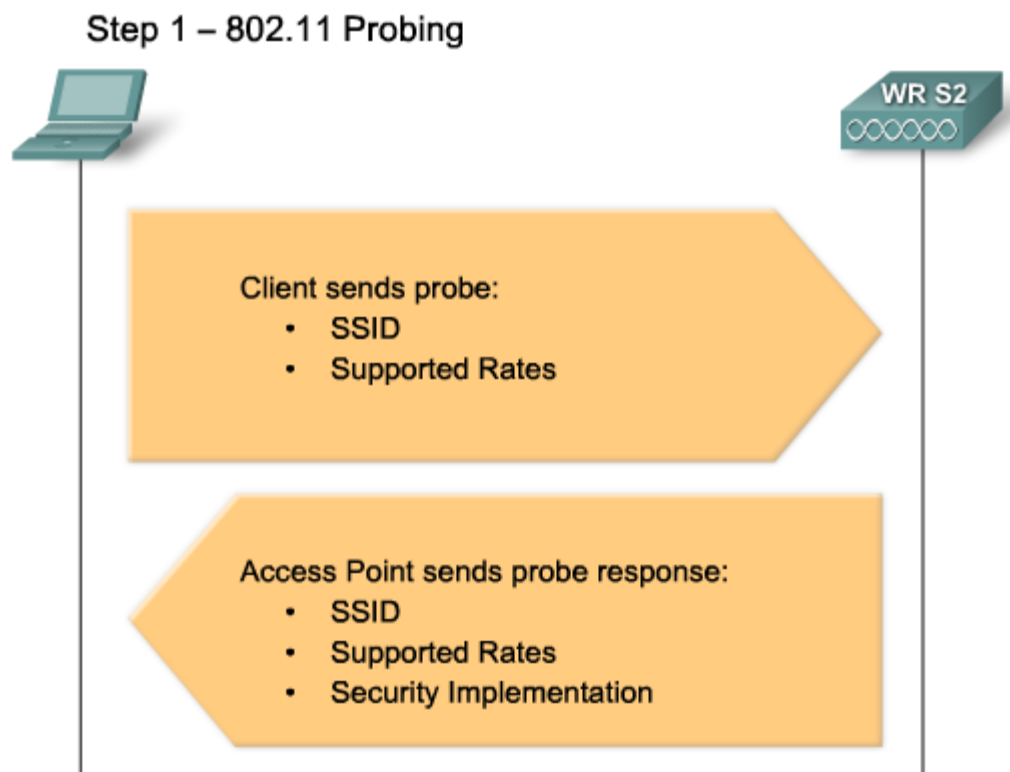 Step 1 – 802.11 Probing
WR S2
Client sends probe:
• SSID
• Supported Rates
Access Point sends probe response:
• SSID
• Supported Rates
• Security Implementation